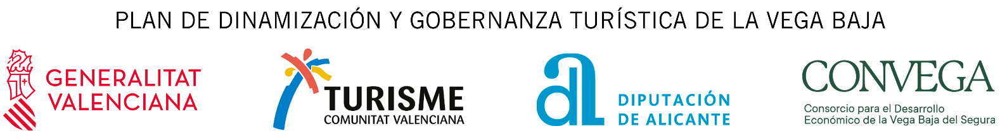 PLAN DE DINAMIZACIÓN Y GOBERNANZA TURÍSTICA DE LA VEGA BAJA
GENERALITAT
VALENCIANA
TURISME
COMUNITAT VALENCIANA
DIPUTACIÓN
DE ALICANTE
CONVEGA
Consorcio para el Desarrollo
Económico de la Vega Baja del Segura